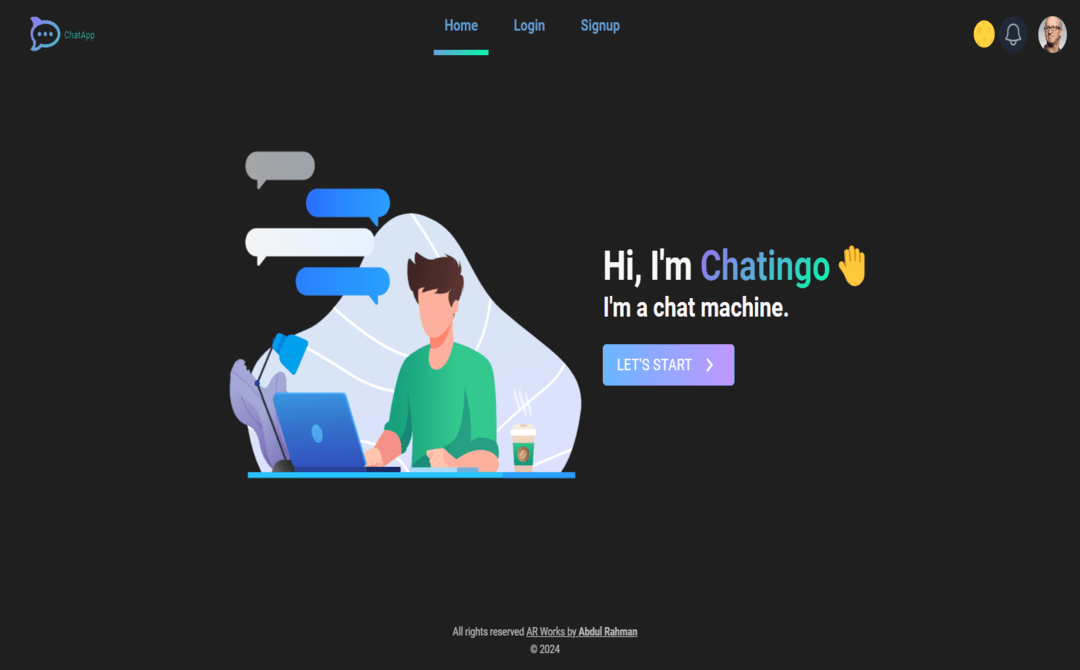 ChatApp
Home Login Signup
Hi, I'm Chatingo
I'm a chat machine.
LET'S START
All rights reserved AR Works by Abdul Rahman
© 2024